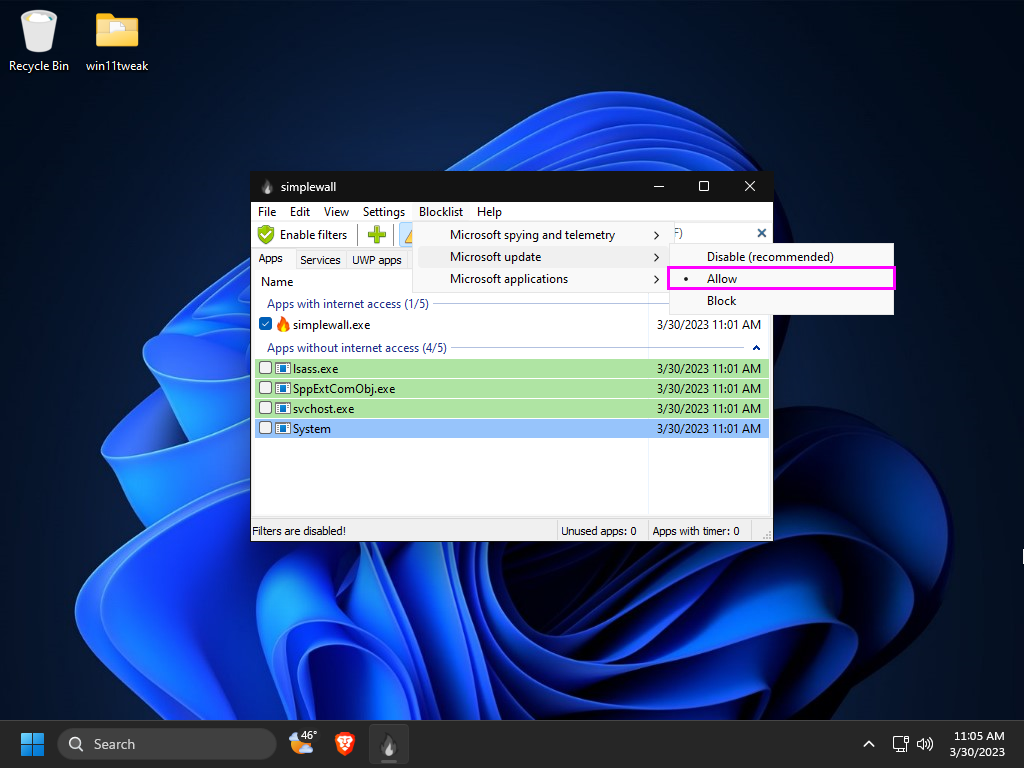 Recycle Bin
win11tweak
simplewall
File Edit View Settings Blocklist Help
Enable filters
F)
Microsoft spying and telemetry
Microsoft update
Microsoft applications
Disable (recommended)
Allow
Block
Apps Services UWP apps
Name
Apps with internet access (1/5)
simplewall.exe 3/30/2023 11:01 AM
Apps without internet access (4/5)
lsass.exe 3/30/2023 11:01 AM
SppExtComObj.exe 3/30/2023 11:01 AM
svchost.exe 3/30/2023 11:01 AM
System 3/30/2023 11:01 AM
Filters are disabled! Unused apps: 0 Apps with timer: 0
Search
46°
11:05 AM
3/30/2023